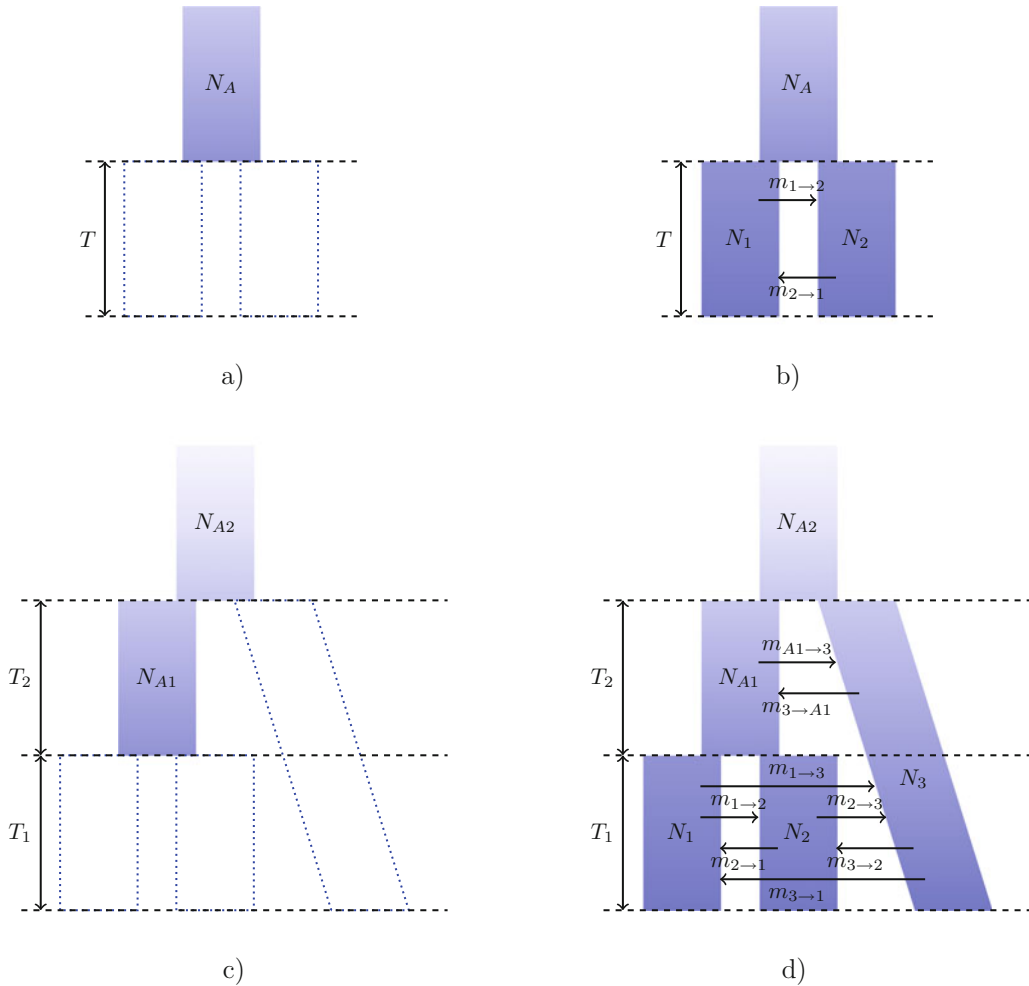 N_A
T
a)
N_A
m_{1→2}
T
N_1
N_2
m_{2→1}
b)
N_{A2}
T_2
N_{A1}
T_1
c)
N_{A2}
m_{A1→3}
T_2
N_{A1}
m_{3→A1}
m_{1→3}
N_3
m_{1→2}
m_{2→3}
T_1
N_1
N_2
m_{2→1}
m_{3→2}
m_{3→1}
d)